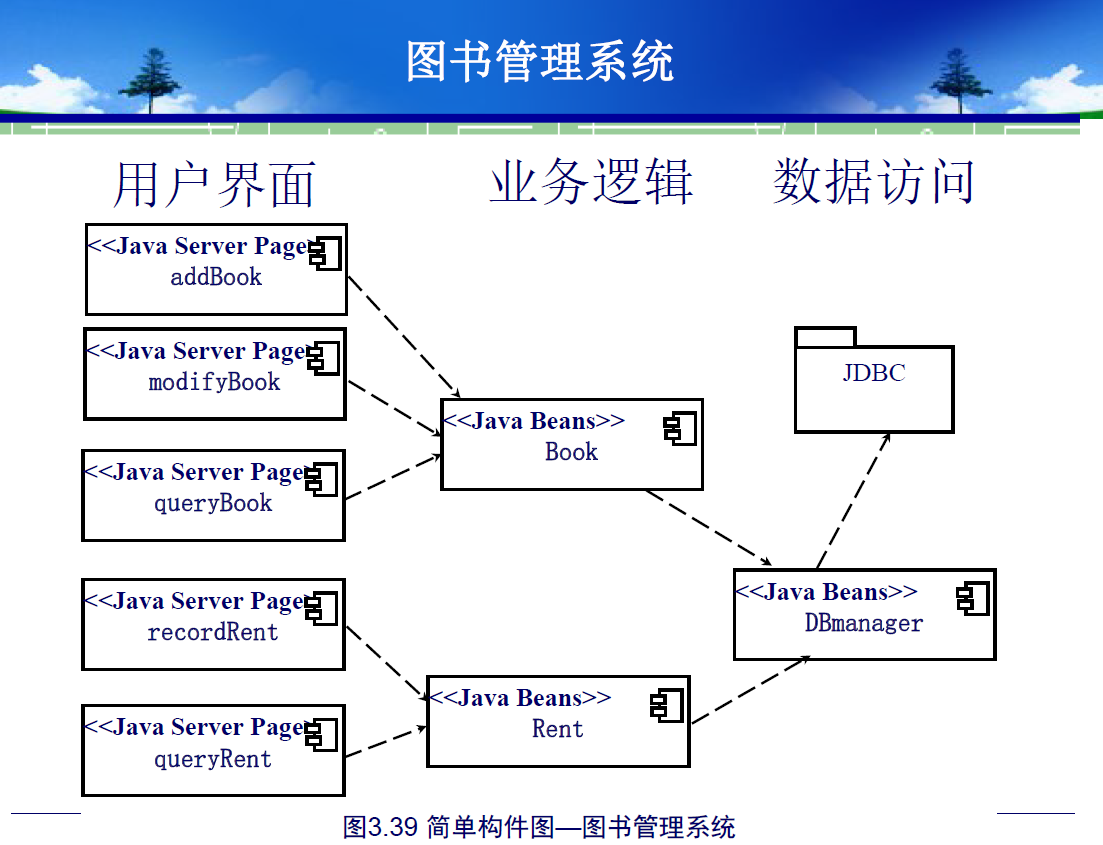 图书管理系统
用户界面
业务逻辑
数据访问
<<Java Server Page
addBook
<<Java Server Page
modifyBook
<<Java Server Page
queryBook
<<Java Server Page
recordRent
<<Java Server Page
queryRent
<<Java Beans>>
Book
<<Java Beans>>
Rent
JDBC
<<Java Beans>>
DBmanager
图3.39 简单构件图—图书管理系统